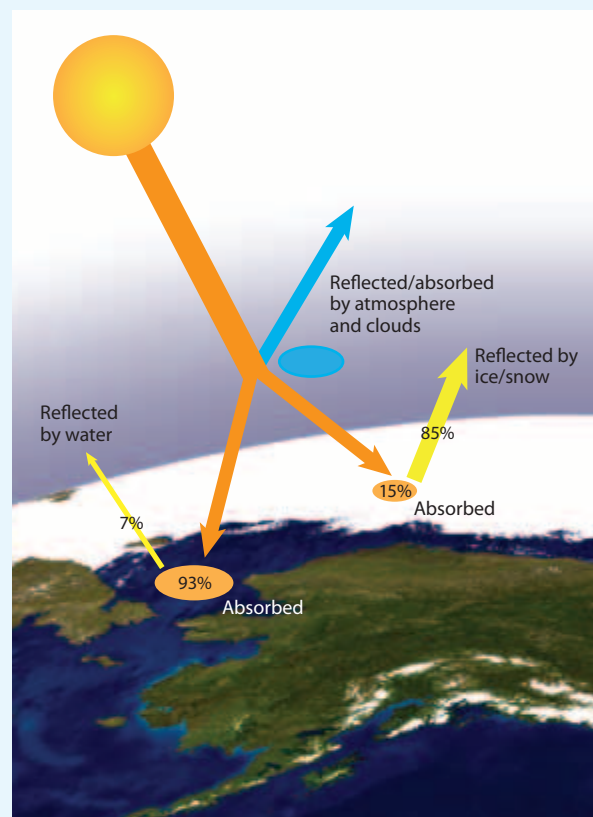 Reflected/absorbed
by atmosphere
and clouds
Reflected by
ice/snow
85%
15%
Absorbed
Reflected
by water
7%
93%
Absorbed